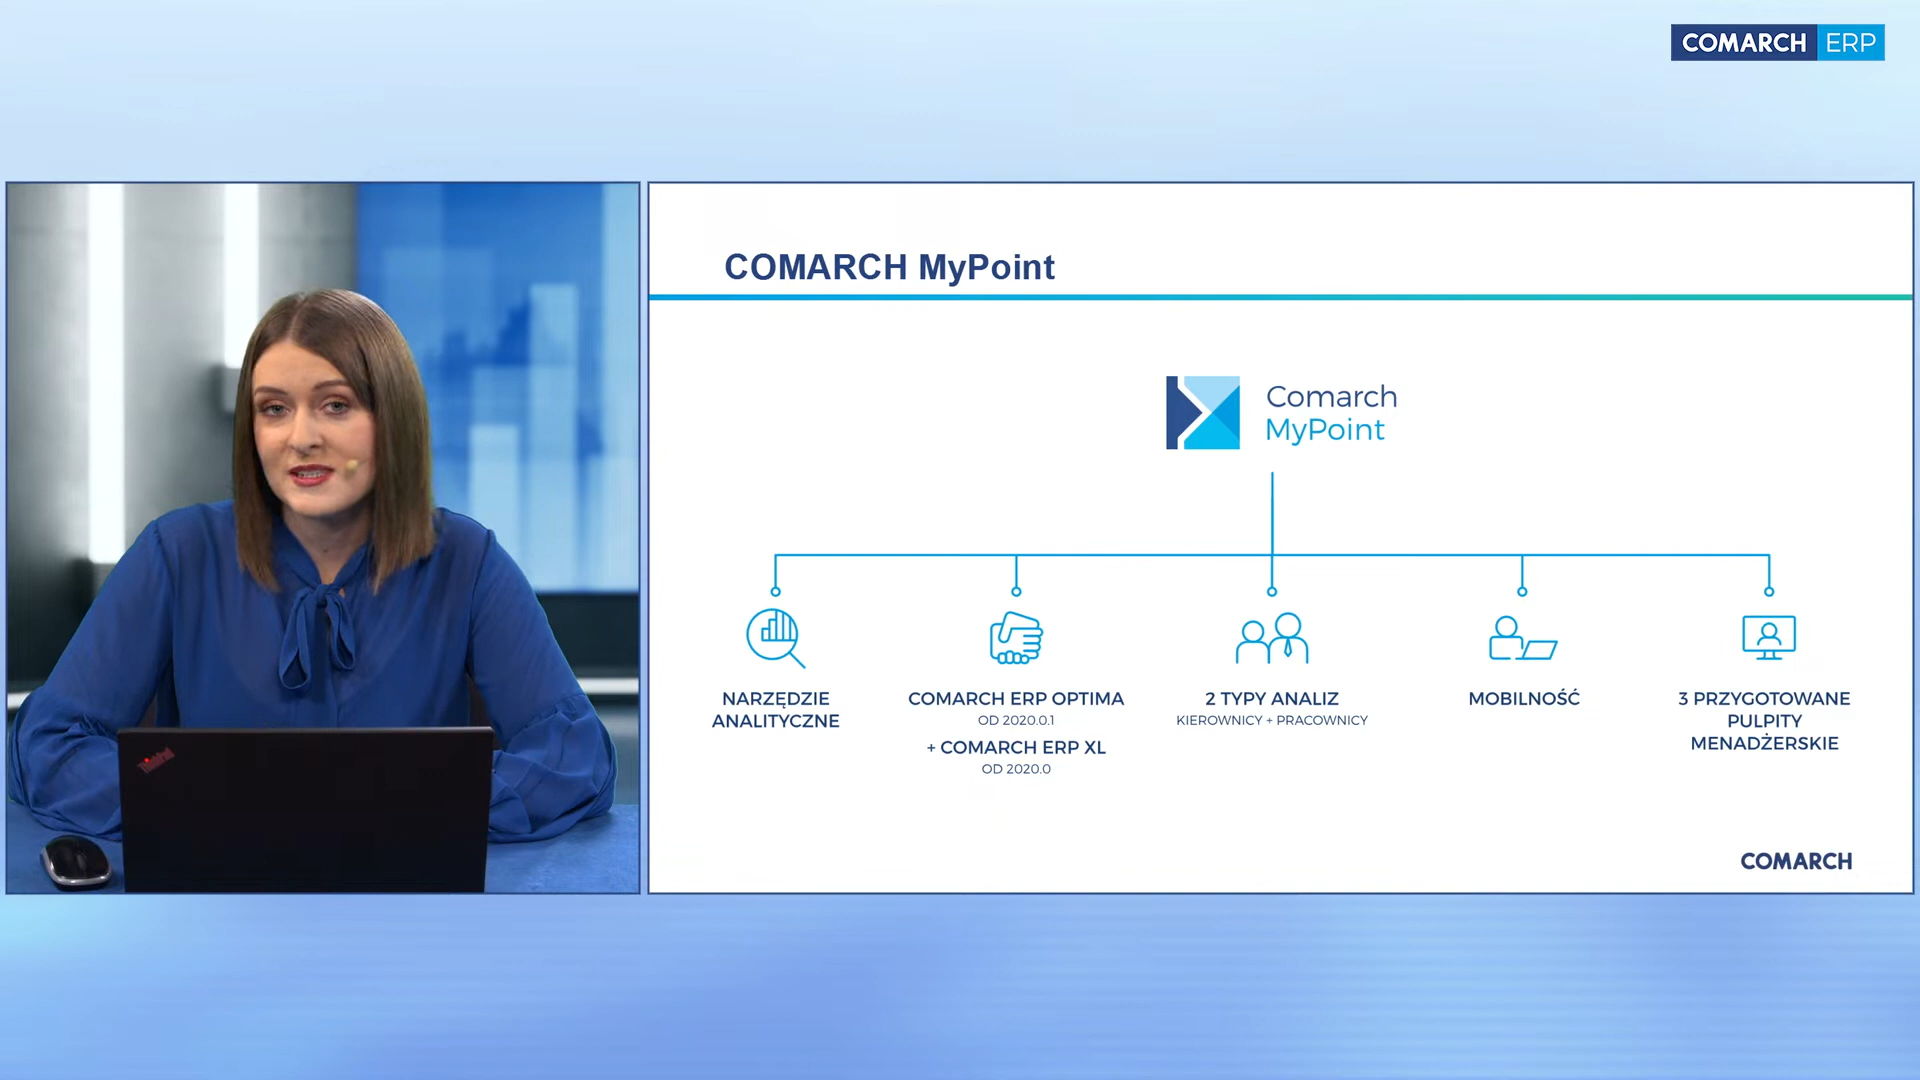 COMARCH ERP
COMARCH MyPoint
Comarch
MyPoint
NARZĘDZIE
ANALITYCZNE
COMARCH ERP OPTIMA
OD 2020.0.1
+ COMARCH ERP XL
OD 2020.0
2 TYPY ANALIZ
KIEROWNICY + PRACOWNICY
MOBILNOŚĆ
3 PRZYGOTOWANE
PULPITY
MENADŻERSKIE
COMARCH
ThinkPad